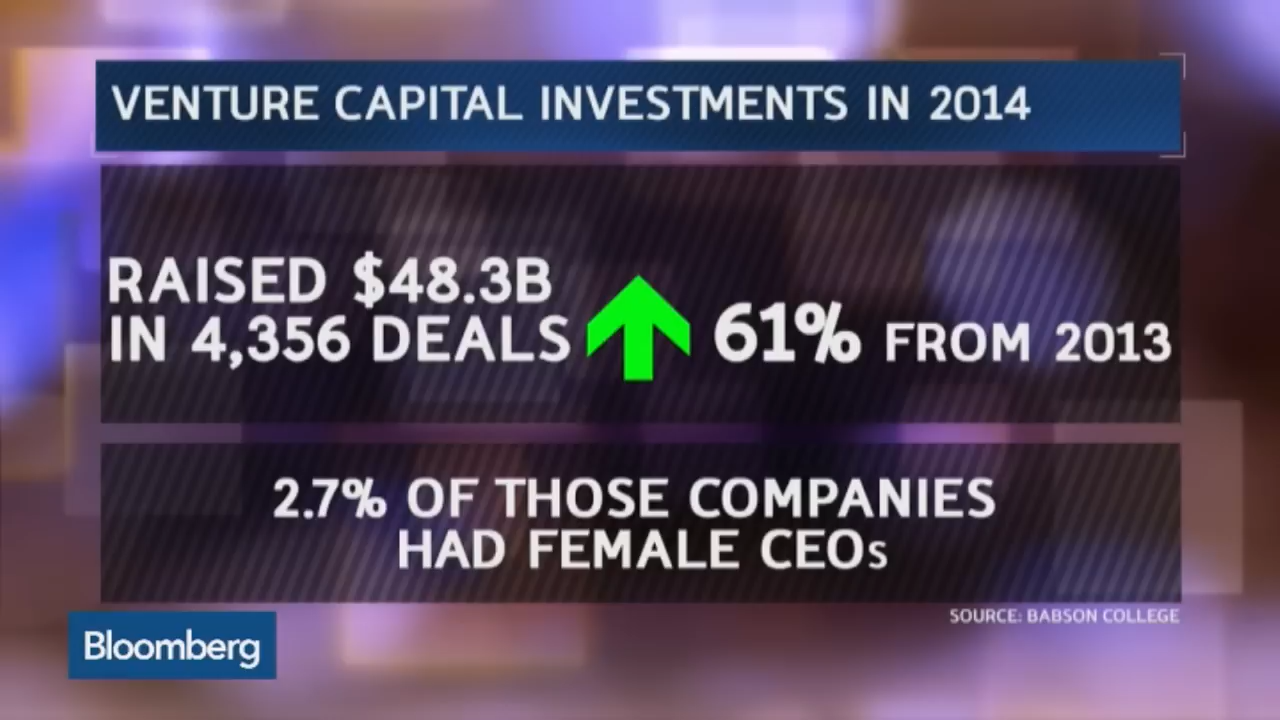 VENTURE CAPITAL INVESTMENTS IN 2014
RAISED $48.3B
IN 4,356 DEALS
61% FROM 2013
2.7% OF THOSE COMPANIES
HAD FEMALE CEOs
SOURCE: BABSON COLLEGE
Bloomberg